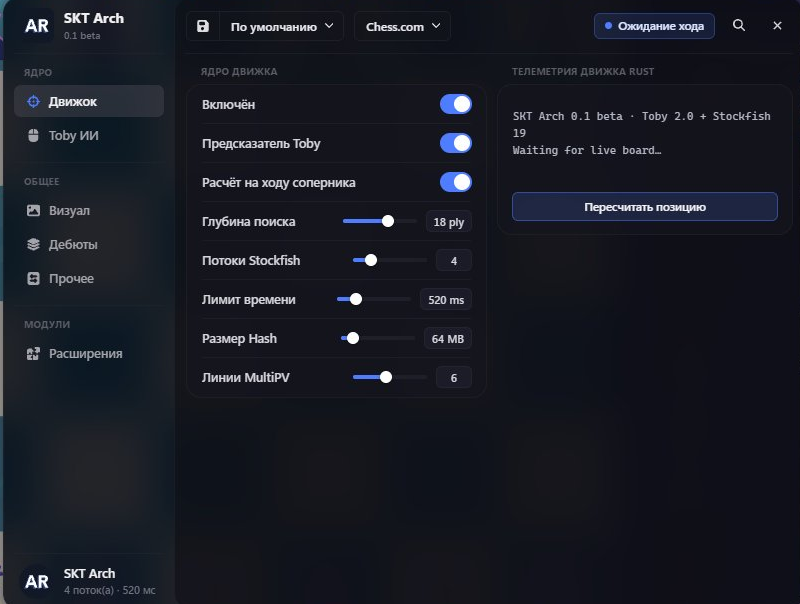 AR
SKT Arch
0.1 beta
По умолчанию
Chess.com
Ожидание хода
ЯДРО
Движок
Toby ИИ
ОБЩЕЕ
Визуал
Дебюты
Прочее
МОДУЛИ
Расширения
ЯДРО ДВИЖКА
Включён
Предсказатель Toby
Расчёт на ходу соперника
Глубина поиска
18 ply
Потоки Stockfish
4
Лимит времени
520 ms
Размер Hash
64 MB
Линии MultiPV
6
ТЕЛЕМЕТРИЯ ДВИЖКА RUST
SKT Arch 0.1 beta · Toby 2.0 + Stockfish
19
Waiting for live board…
Пересчитать позицию
AR
SKT Arch
4 поток(а) · 520 мс